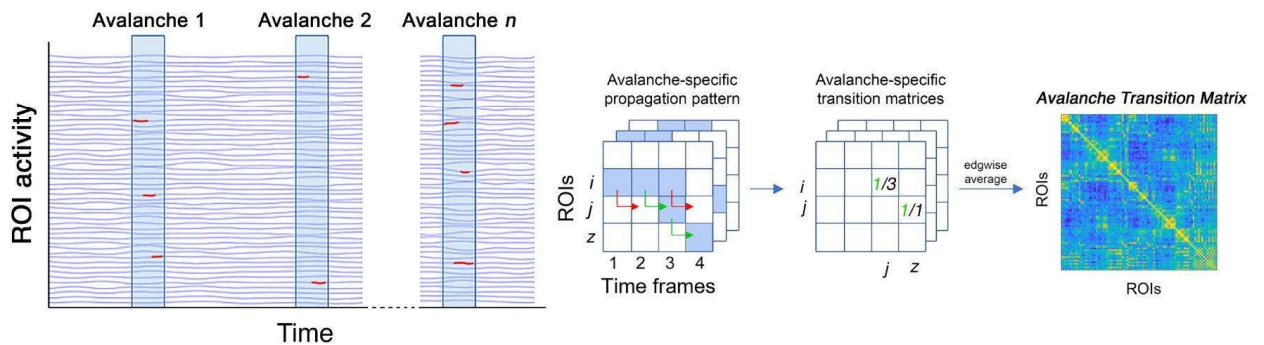 Avalanche 1
Avalanche 2
Avalanche n
ROI activity
Time
Avalanche-specific
propagation pattern
ROIs
i
j
z
1 2 3 4
Time frames
Avalanche-specific
transition matrices
i
j
1/3
1/1
j z
edgwise
average
Avalanche Transition Matrix
ROIs
ROIs